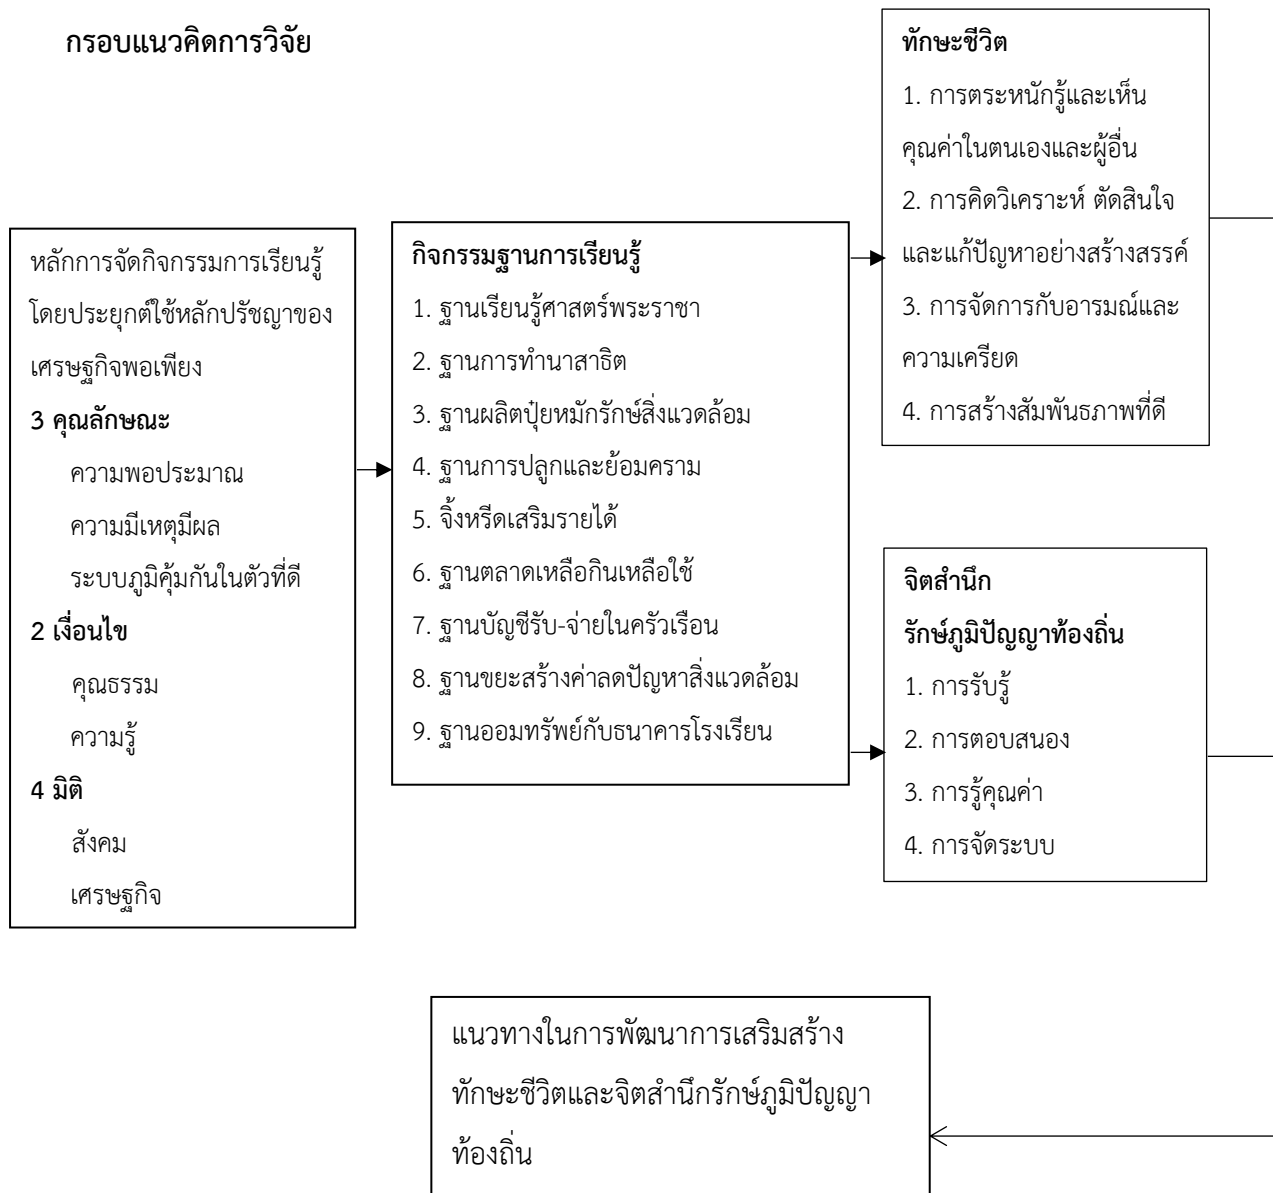 กรอบแนวคิดการวิจัย
หลักการจัดกิจกรรมการเรียนรู้
โดยประยุกต์ใช้หลักปรัชญาของ
เศรษฐกิจพอเพียง
3 คุณลักษณะ
ความพอประมาณ
ความมีเหตุมีผล
ระบบภูมิคุ้มกันในตัวที่ดี
2 เงื่อนไข
คุณธรรม
ความรู้
4 มิติ
สังคม
เศรษฐกิจ
กิจกรรมฐานการเรียนรู้
1. ฐานเรียนรู้ศาสตร์พระราชา
2. ฐานการทำนาสาธิต
3. ฐานผลิตปุ๋ยหมักรักษ์สิ่งแวดล้อม
4. ฐานการปลูกและย้อมคราม
5. จิ้งหรีดเสริมรายได้
6. ฐานตลาดเหลือกินเหลือใช้
7. ฐานบัญชีรับ-จ่ายในครัวเรือน
8. ฐานขยะสร้างค่าลดปัญหาสิ่งแวดล้อม
9. ฐานออมทรัพย์กับธนาคารโรงเรียน
ทักษะชีวิต
1. การตระหนักรู้และเห็น
คุณค่าในตนเองและผู้อื่น
2. การคิดวิเคราะห์ ตัดสินใจ
และแก้ปัญหาอย่างสร้างสรรค์
3. การจัดการกับอารมณ์และ
ความเครียด
4. การสร้างสัมพันธภาพที่ดี
จิตสำนึก
รักษ์ภูมิปัญญาท้องถิ่น
1. การรับรู้
2. การตอบสนอง
3. การรู้คุณค่า
4. การจัดระบบ
แนวทางในการพัฒนาการเสริมสร้าง
ทักษะชีวิตและจิตสำนึกรักษ์ภูมิปัญญา
ท้องถิ่น